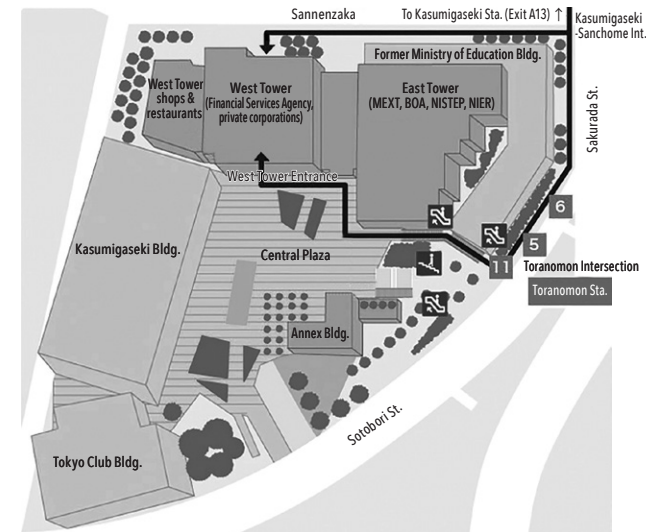 Sannenzaka
To Kasumigaseki Sta. (Exit A13) ↑
Kasumigaseki
-Sanchome Int.
Former Ministry of Education Bldg.
West Tower
shops &
restaurants
West Tower
(Financial Services Agency,
private corporations)
East Tower
(MEXT, BOA, NISTEP, NIER)
Sakurada St.
West Tower Entrance
6
5
11
Kasumigaseki Bldg.
Central Plaza
Toranomon Intersection
Toranomon Sta.
Annex Bldg.
Sotobori St.
Tokyo Club Bldg.